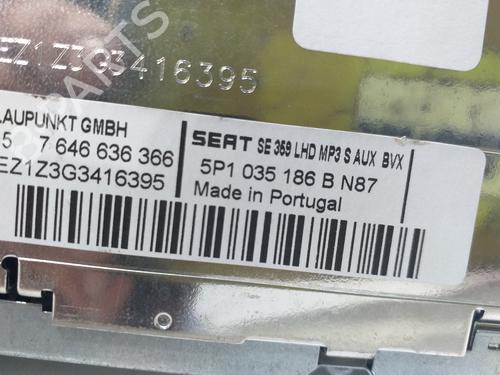 EZ1Z3G3416395
LAUPUNKT GMBH
5 7 646 636 366
EZ1Z3G3416395
SEAT SE 359 LHD MP3 S AUX BVX
5P1 035 186 B N87
Made in Portugal